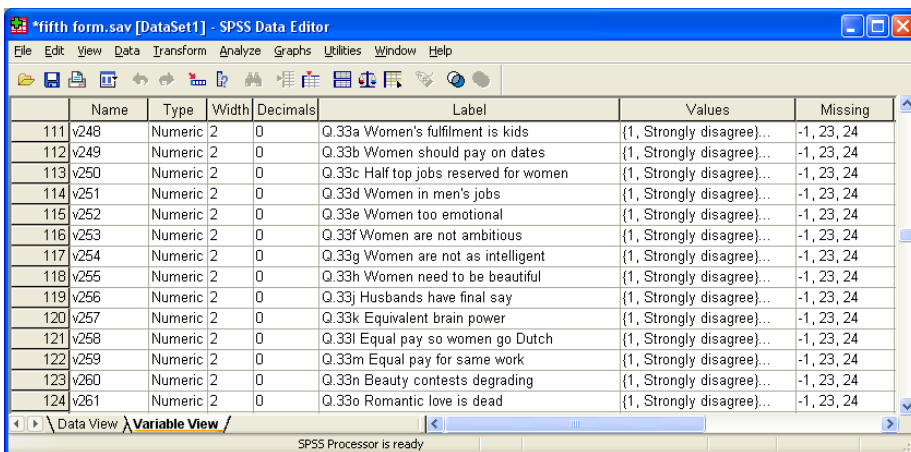 *fifth form.sav [DataSet1] - SPSS Data Editor
File Edit View Data Transform Analyze Graphs Utilities Window Help
Name Type Width Decimals Label Values Missing
111 v248 Numeric 2 0 Q.33a Women's fulfilment is kids {1, Strongly disagree}... -1, 23, 24
112 v249 Numeric 2 0 Q.33b Women should pay on dates {1, Strongly disagree}... -1, 23, 24
113 v250 Numeric 2 0 Q.33c Half top jobs reserved for women {1, Strongly disagree}... -1, 23, 24
114 v251 Numeric 2 0 Q.33d Women in men's jobs {1, Strongly disagree}... -1, 23, 24
115 v252 Numeric 2 0 Q.33e Women too emotional {1, Strongly disagree}... -1, 23, 24
116 v253 Numeric 2 0 Q.33f Women are not ambitious {1, Strongly disagree}... -1, 23, 24
117 v254 Numeric 2 0 Q.33g Women are not as intelligent {1, Strongly disagree}... -1, 23, 24
118 v255 Numeric 2 0 Q.33h Women need to be beautiful {1, Strongly disagree}... -1, 23, 24
119 v256 Numeric 2 0 Q.33j Husbands have final say {1, Strongly disagree}... -1, 23, 24
120 v257 Numeric 2 0 Q.33k Equivalent brain power {1, Strongly disagree}... -1, 23, 24
121 v258 Numeric 2 0 Q.33l Equal pay so women go Dutch {1, Strongly disagree}... -1, 23, 24
122 v259 Numeric 2 0 Q.33m Equal pay for same work {1, Strongly disagree}... -1, 23, 24
123 v260 Numeric 2 0 Q.33n Beauty contests degrading {1, Strongly disagree}... -1, 23, 24
124 v261 Numeric 2 0 Q.33o Romantic love is dead {1, Strongly disagree}... -1, 23, 24
Data View Variable View
SPSS Processor is ready